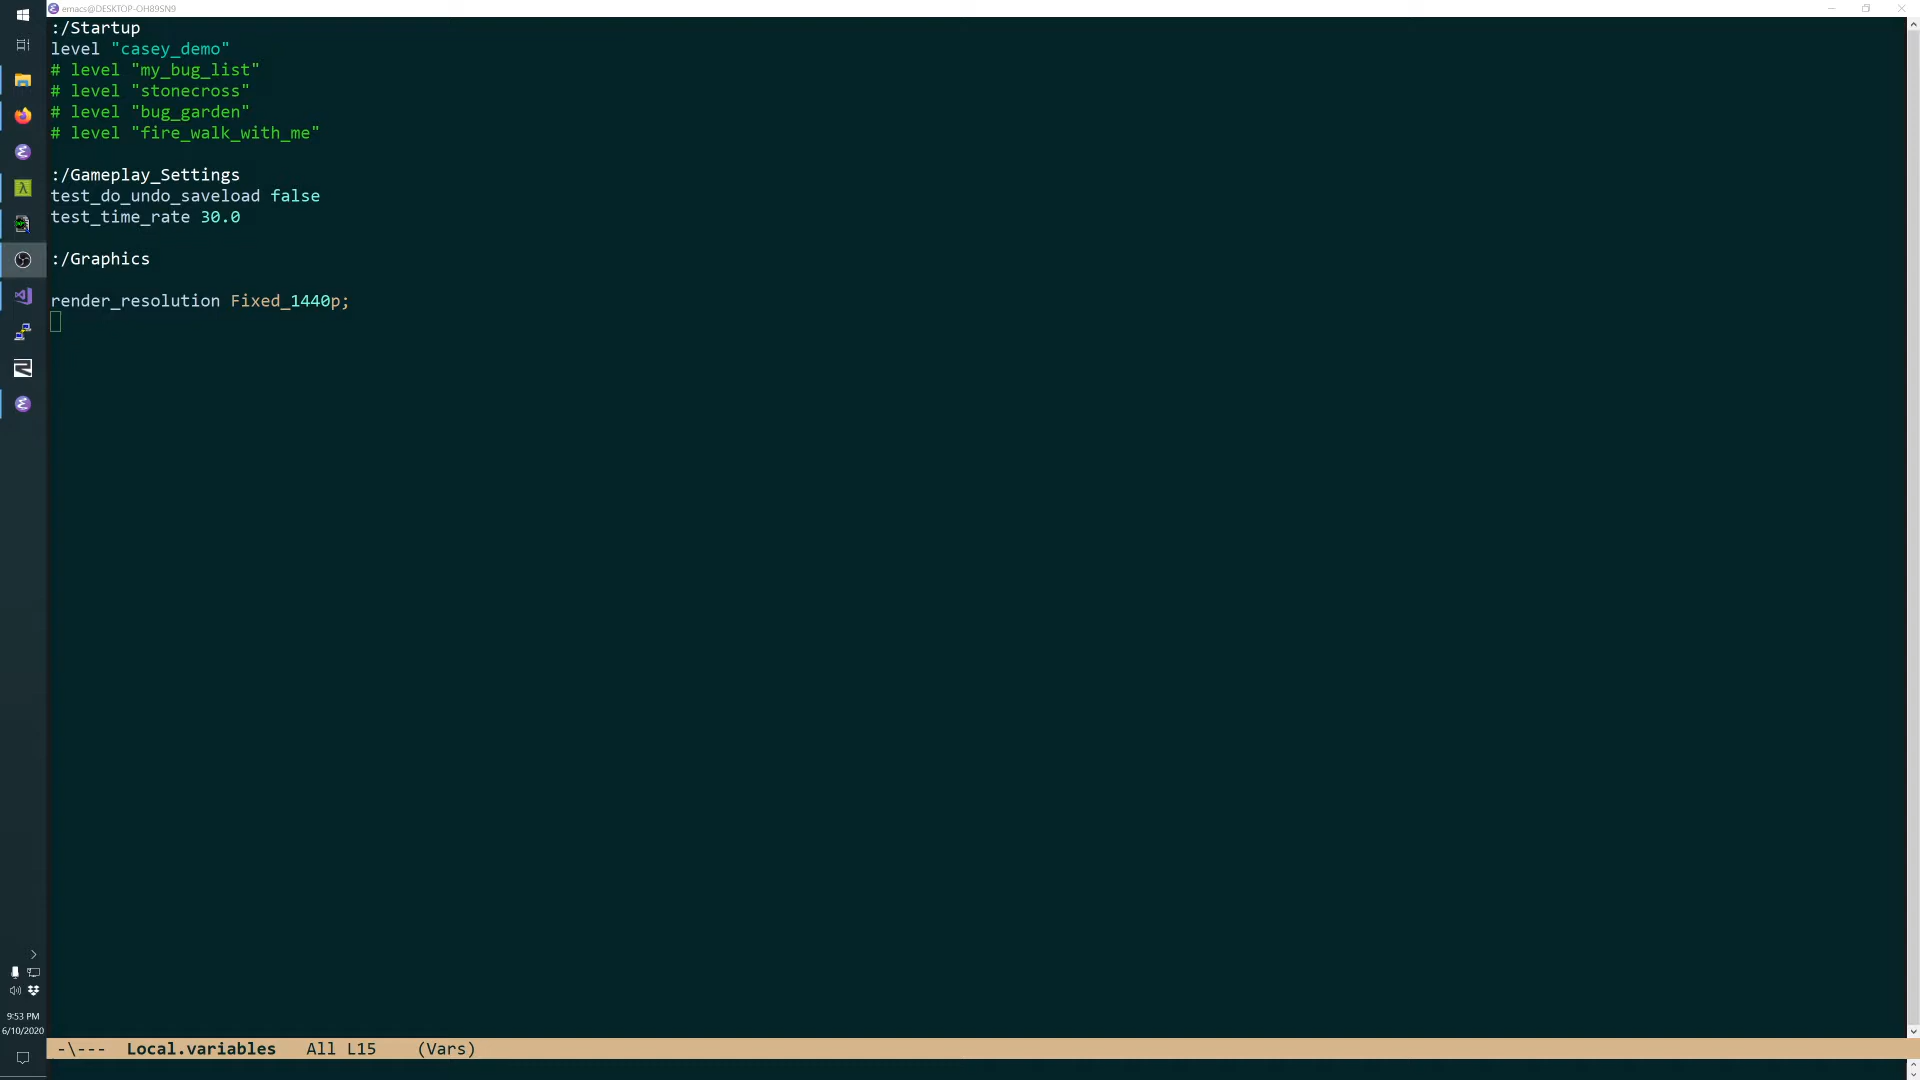 emacs@DESKTOP-OH89SN9
:/Startup
level "casey_demo"
# level "my_bug_list"
# level "stonecross"
# level "bug_garden"
# level "fire_walk_with_me"
:/Gameplay_Settings
test_do_undo_saveload false
test_time_rate 30.0
:/Graphics
render_resolution Fixed_1440p;
9:53 PM
6/10/2020
-\--- Local.variables All L15 (Vars)